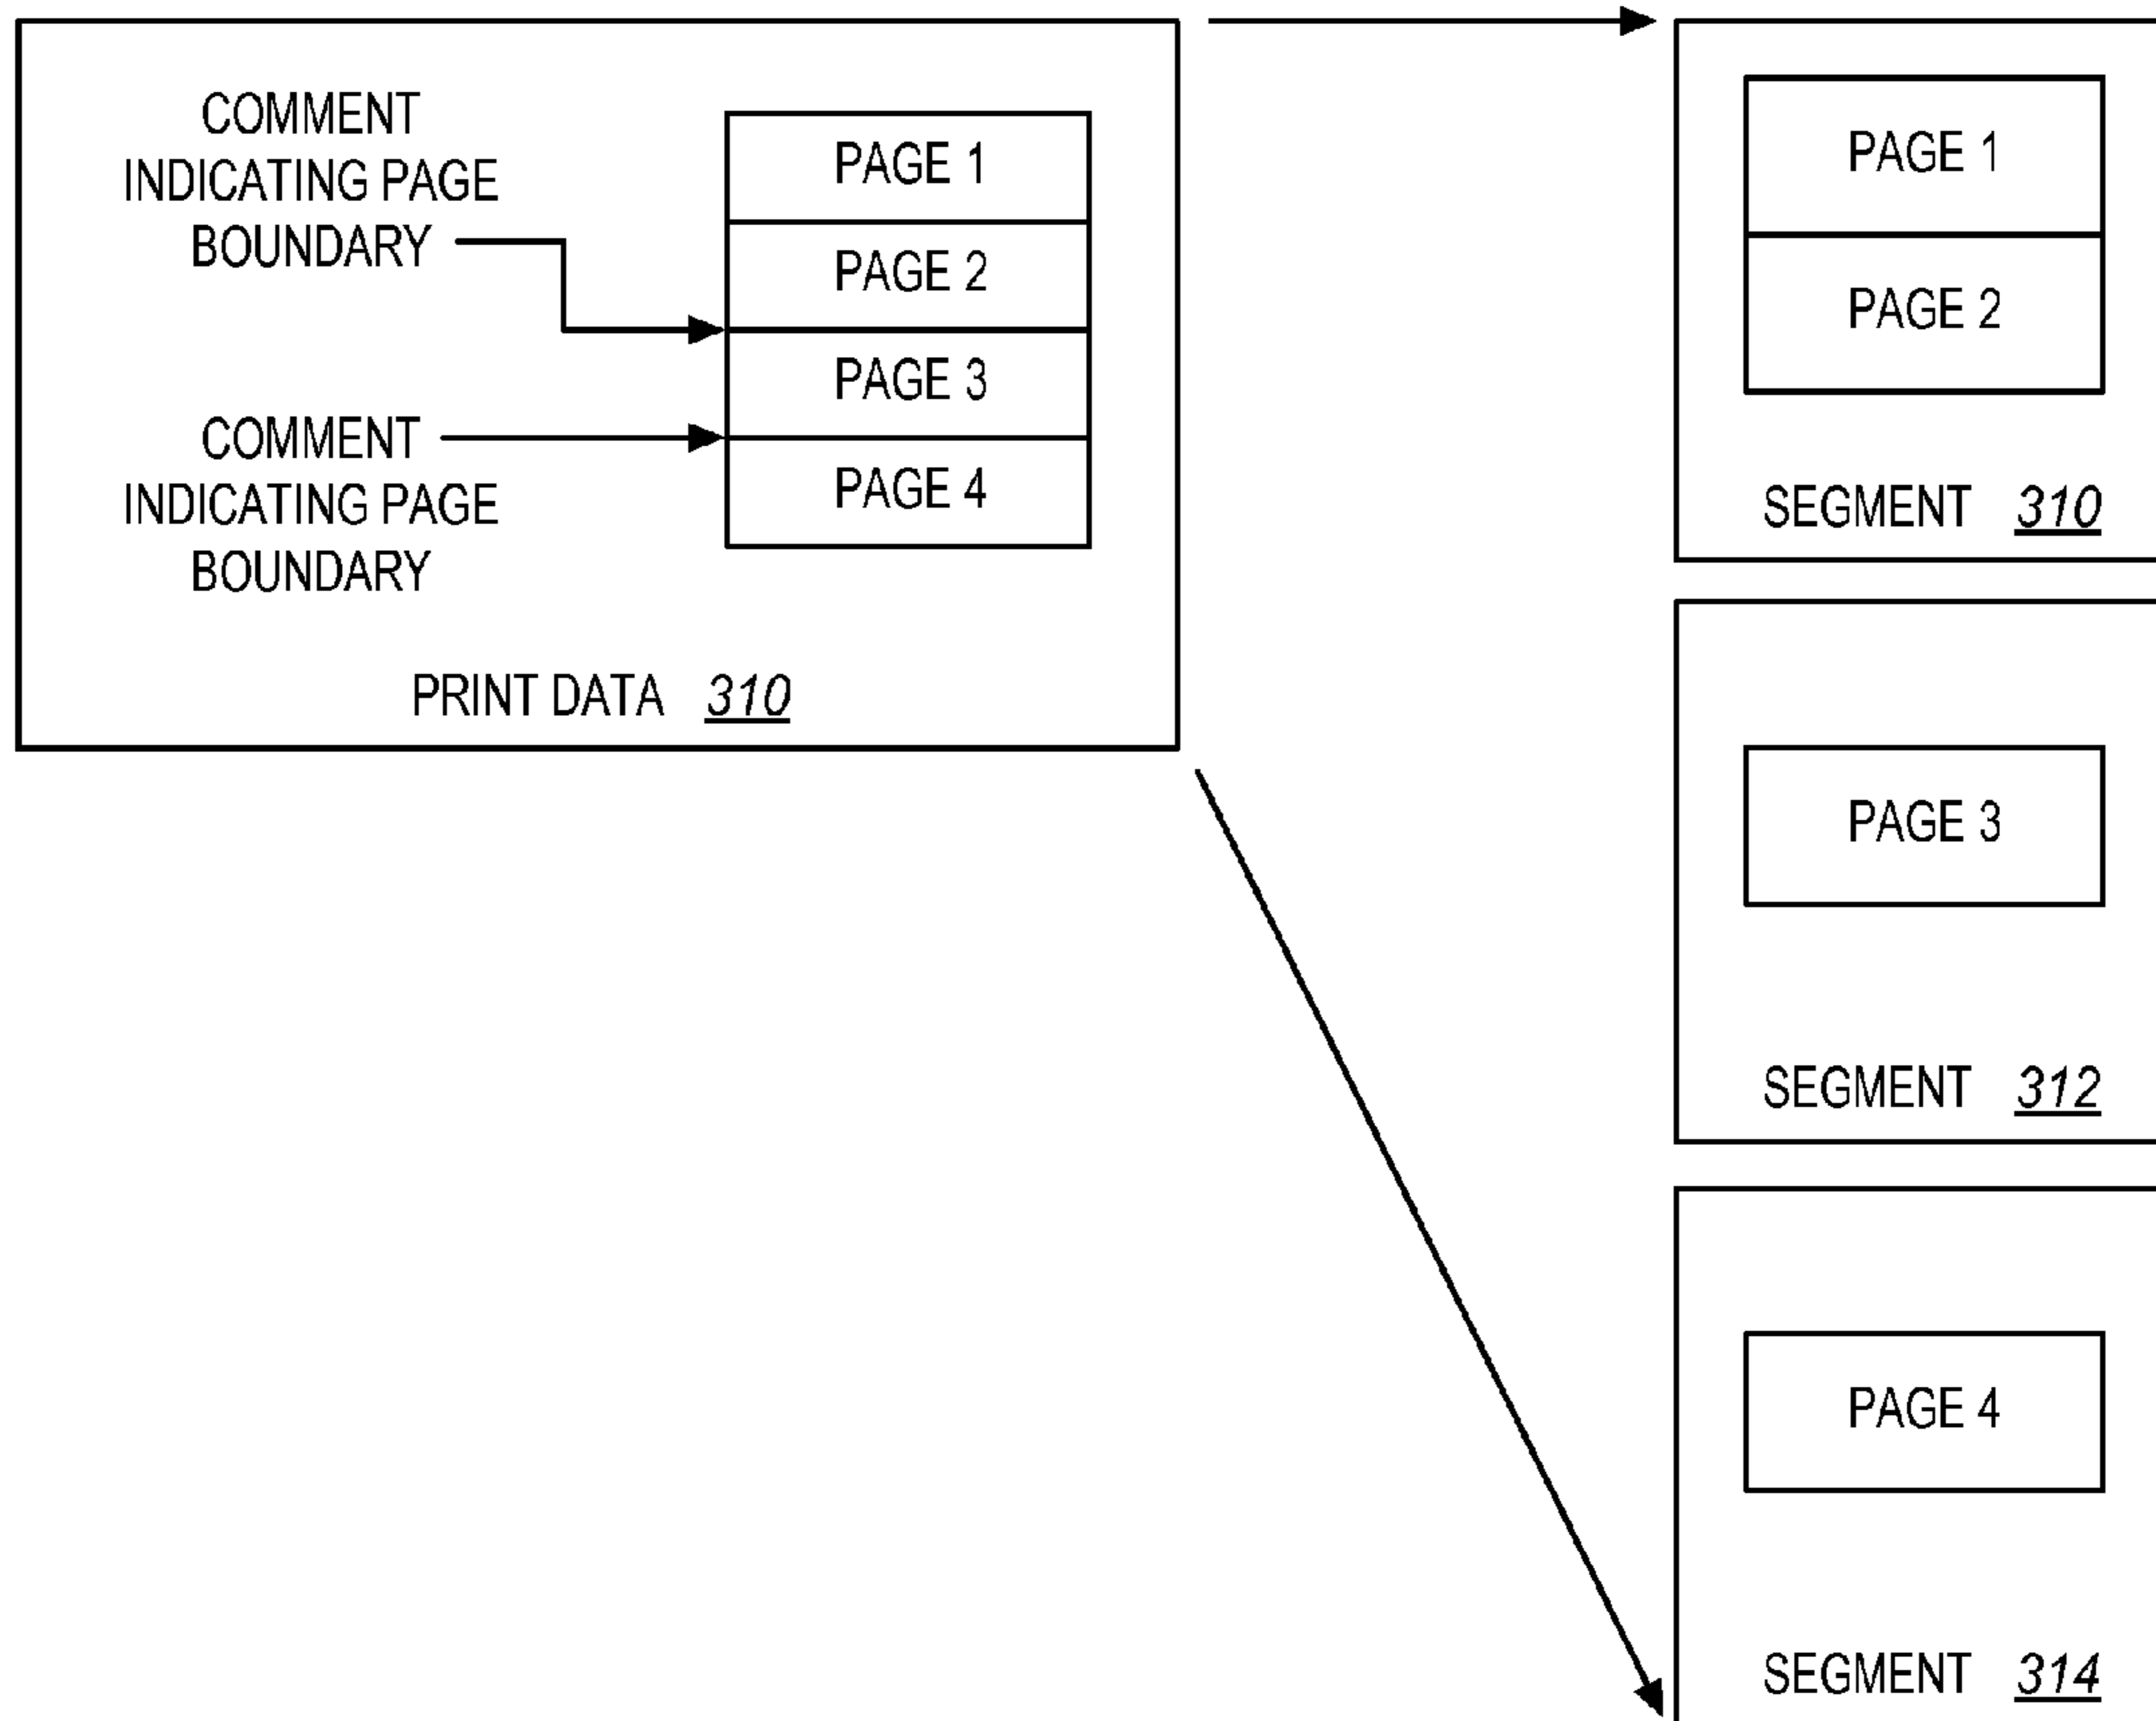 COMMENT
INDICATING PAGE
BOUNDARY
COMMENT
INDICATING PAGE
BOUNDARY
PAGE 1
PAGE 2
PAGE 3
PAGE 4
PRINT DATA 310
PAGE 1
PAGE 2
SEGMENT 310
PAGE 3
SEGMENT 312
PAGE 4
SEGMENT 314